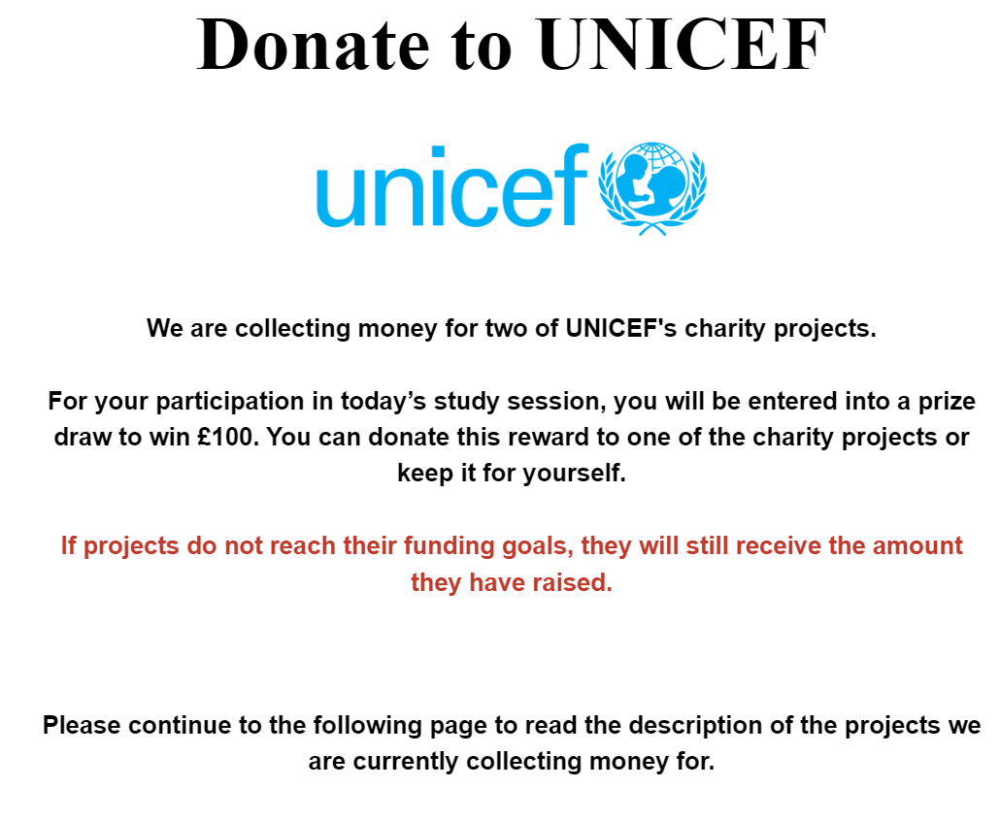 Donate to UNICEF
unicef
We are collecting money for two of UNICEF's charity projects.
For your participation in today’s study session, you will be entered into a prize
draw to win £100. You can donate this reward to one of the charity projects or
keep it for yourself.
If projects do not reach their funding goals, they will still receive the amount
they have raised.
Please continue to the following page to read the description of the projects we
are currently collecting money for.